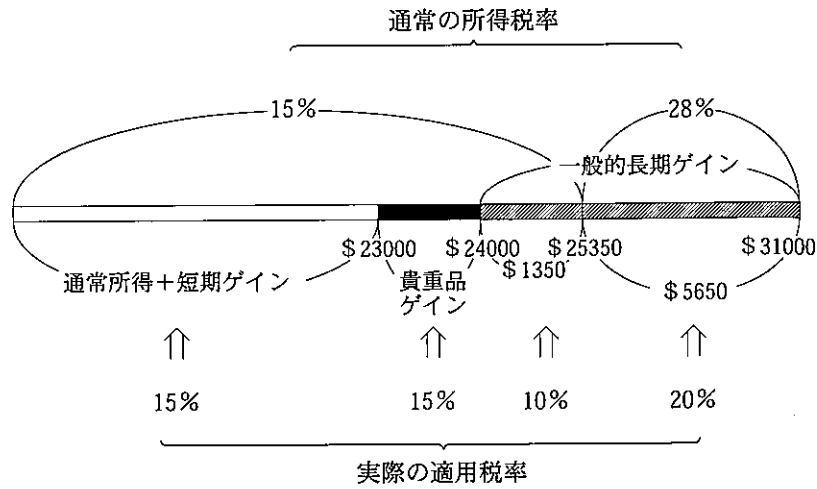 通常の所得税率
15%
28%
一般的長期ゲイン
$23000
$24000
$25350
$31000
通常所得+短期ゲイン
貴重品
ゲイン
$1350
$5650
15%
15%
10%
20%
実際の適用税率